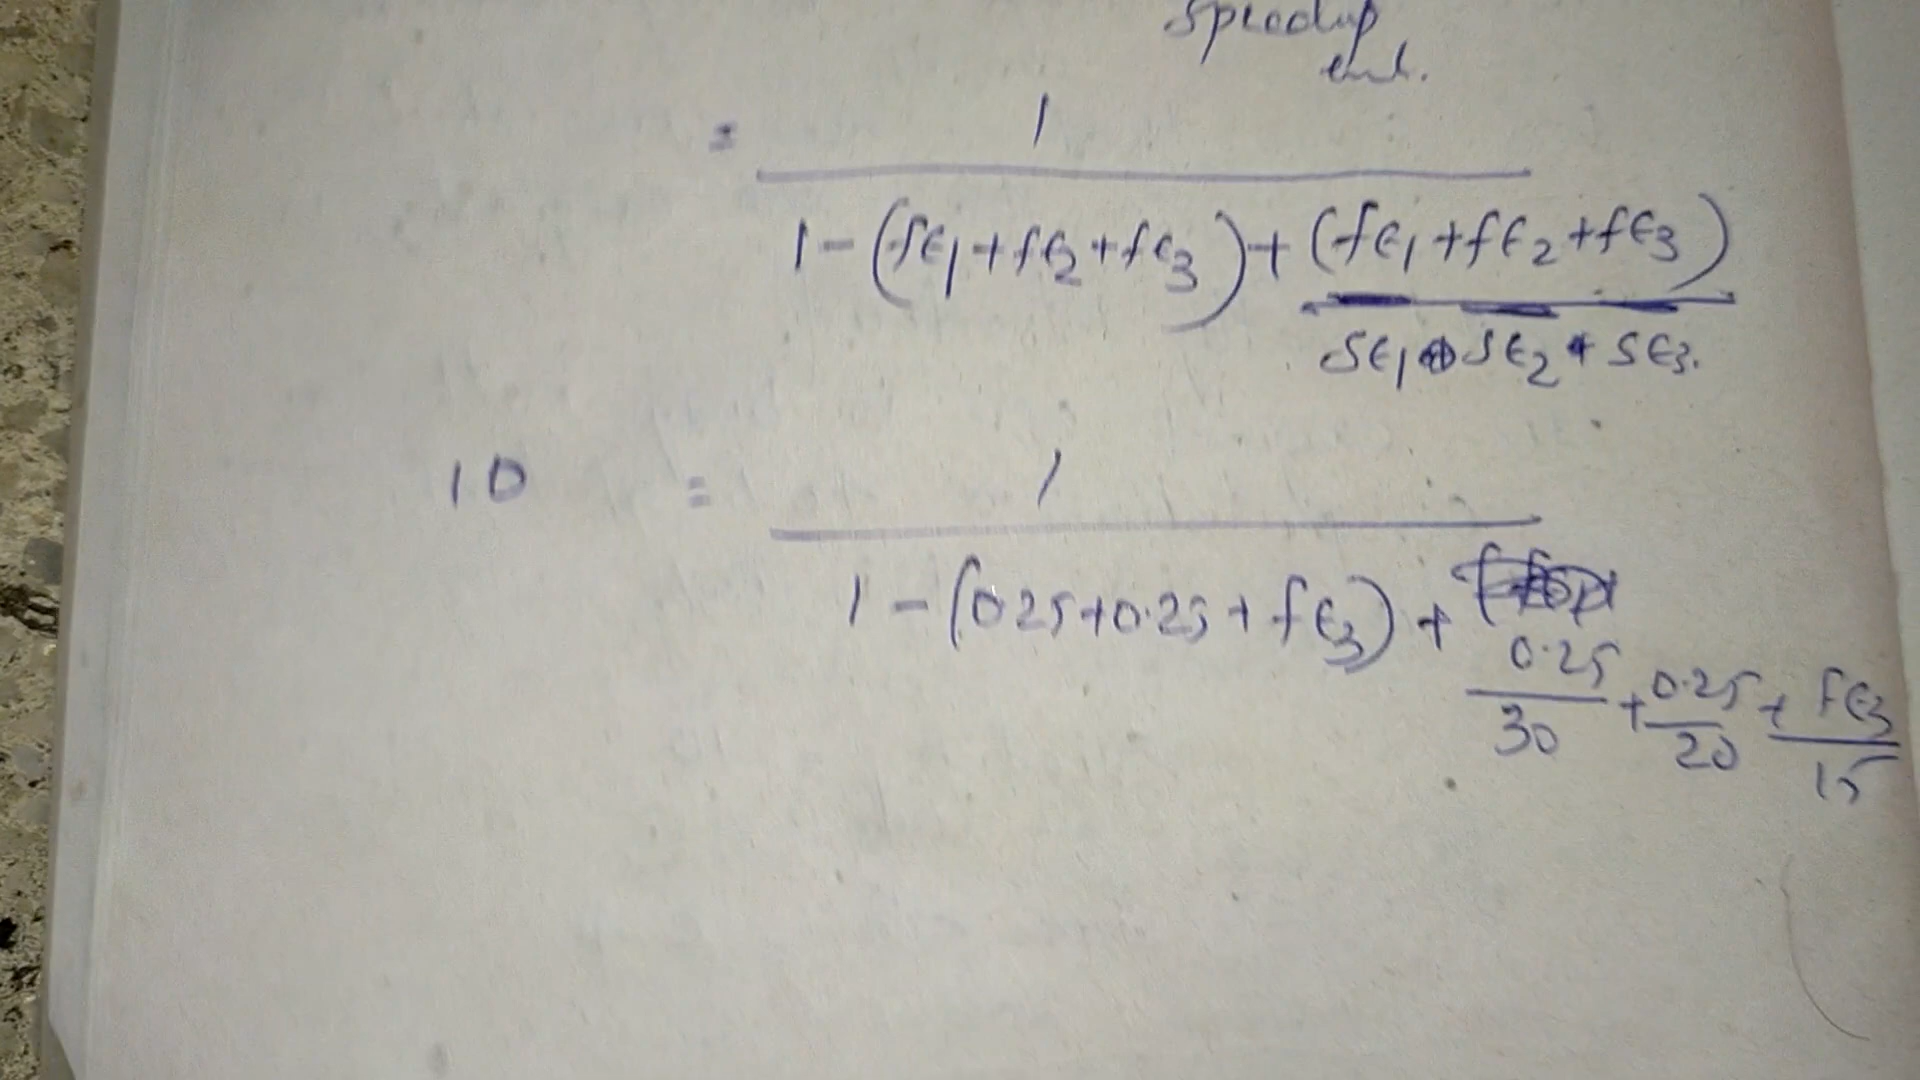 Speedup
enh.
= 1
1 - (fE1 + fE2 + fE3) + (fE1 + fE2 + fE3)
SE1 SE2 + SE3.
10 = 1
1 - (0.25 + 0.25 + fE3) +
0.25 + 0.25 + fE3
30 20 15